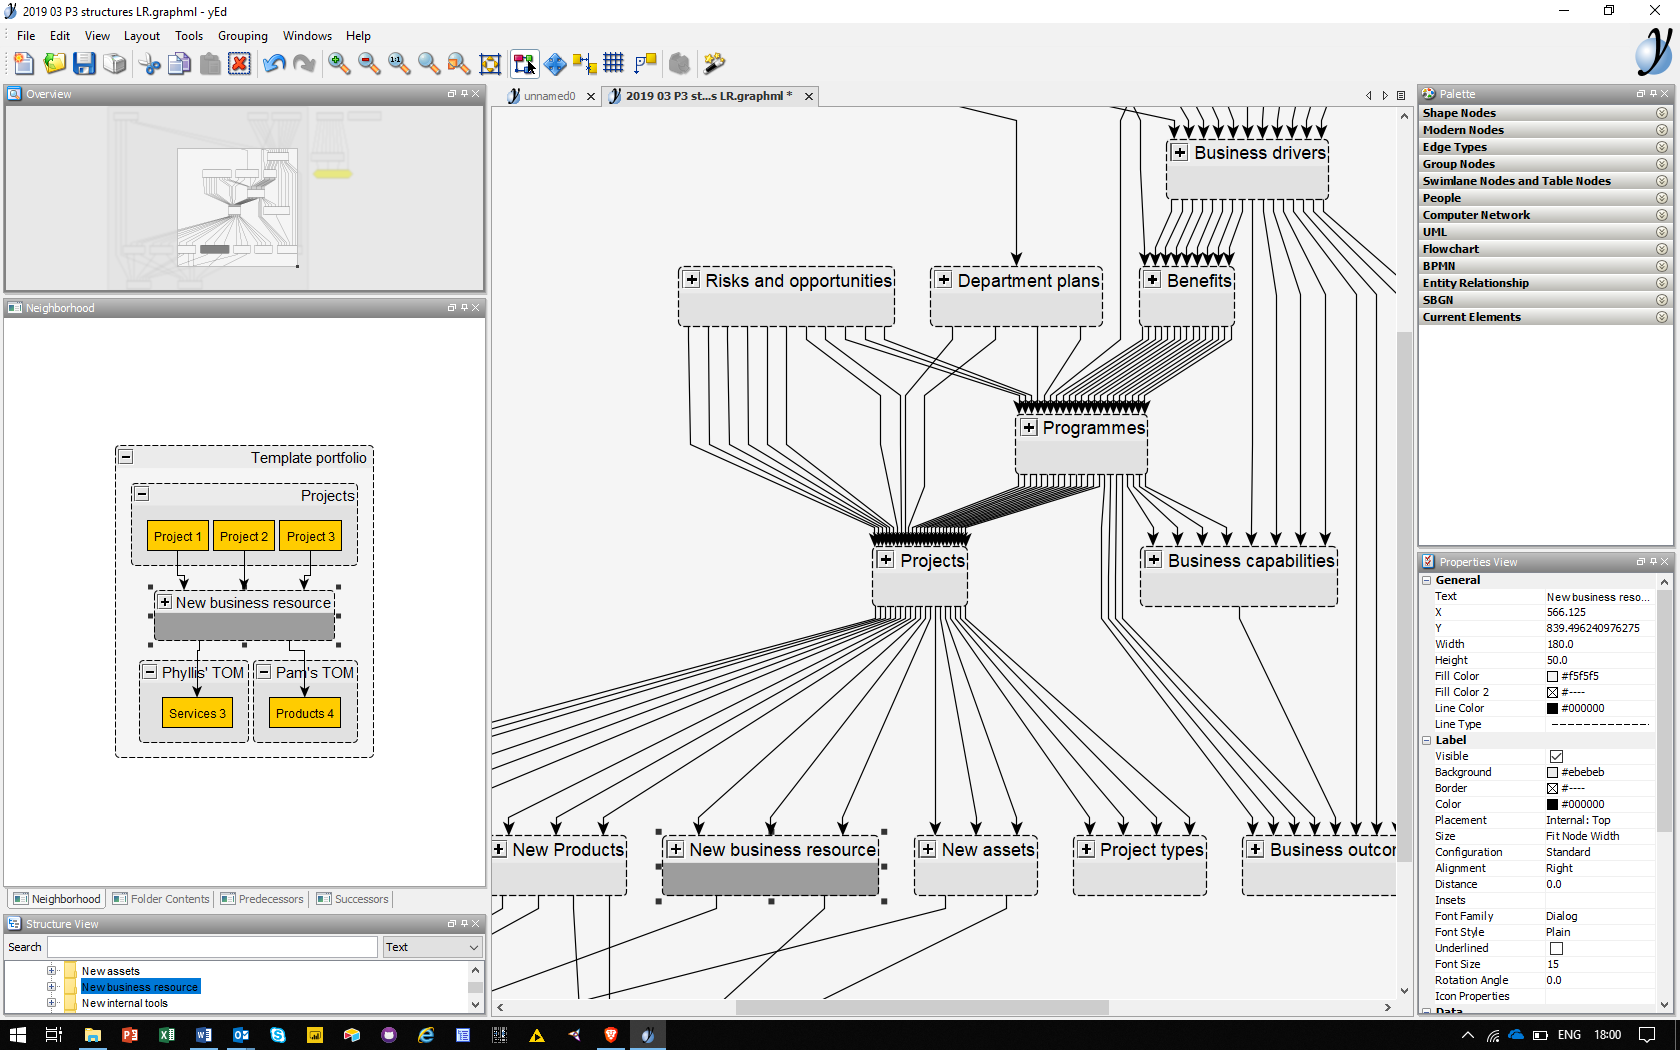 2019 03 P3 structures LR.graphml - yEd
File Edit View Layout Tools Grouping Windows Help
Overview
Neighborhood
Template portfolio
Projects
Project 1 Project 2 Project 3
New business resource
Phyllis' TOM Pam's TOM
Services 3 Products 4
Neighborhood Folder Contents Predecessors Successors
Structure View
Search Text
New assets
New business resource
New internal tools
unnamed0 2019 03 P3 st...s LR.graphml *
Business drivers
Risks and opportunities Department plans Benefits
Programmes
Projects Business capabilities
New Products New business resource New assets Project types Business outcor
Palette
Shape Nodes
Modern Nodes
Edge Types
Group Nodes
Swimlane Nodes and Table Nodes
People
Computer Network
UML
Flowchart
BPMN
Entity Relationship
SBGN
Current Elements
Properties View
General
Text New business reso...
X 566.125
Y 839.496240976275
Width 180.0
Height 50.0
Fill Color #f5f5f5
Fill Color 2 #----
Line Color #000000
Line Type
Label
Visible
Background #ebebeb
Border #----
Color #000000
Placement Internal: Top
Size Fit Node Width
Configuration Standard
Alignment Right
Distance 0.0
Insets
Font Family Dialog
Font Style Plain
Underlined
Font Size 15
Rotation Angle 0.0
Icon Properties
Data
ENG 18:00